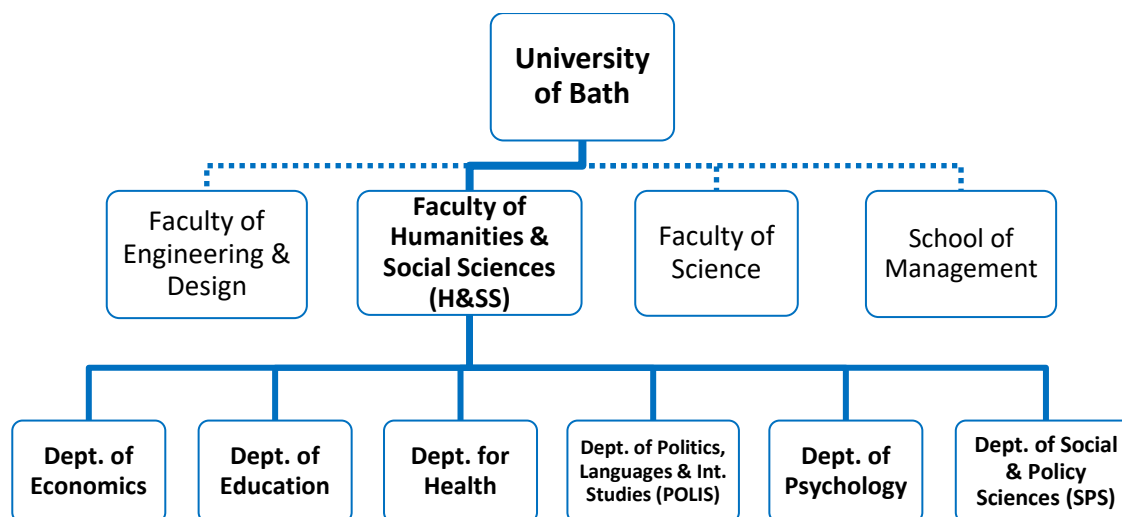 University
of Bath
Faculty of
Engineering &
Design
Faculty of
Humanities &
Social Sciences
(H&SS)
Faculty of
Science
School of
Management
Dept. of
Economics
Dept. of
Education
Dept. for
Health
Dept. of Politics,
Languages & Int.
Studies (POLIS)
Dept. of
Psychology
Dept. of Social
& Policy
Sciences (SPS)